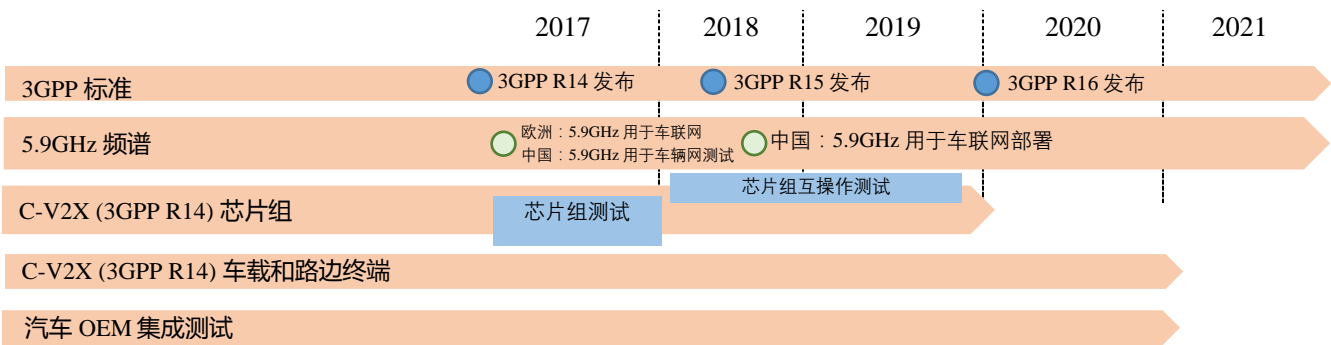 2017 2018 2019 2020 2021
3GPP 标准 3GPP R14 发布 3GPP R15 发布 3GPP R16 发布
5.9GHz 频谱
欧洲：5.9GHz 用于车联网
中国：5.9GHz 用于车辆网测试
中国：5.9GHz 用于车联网部署
芯片组互操作测试
C-V2X (3GPP R14) 芯片组 芯片组测试
C-V2X (3GPP R14) 车载和路边终端
汽车 OEM 集成测试